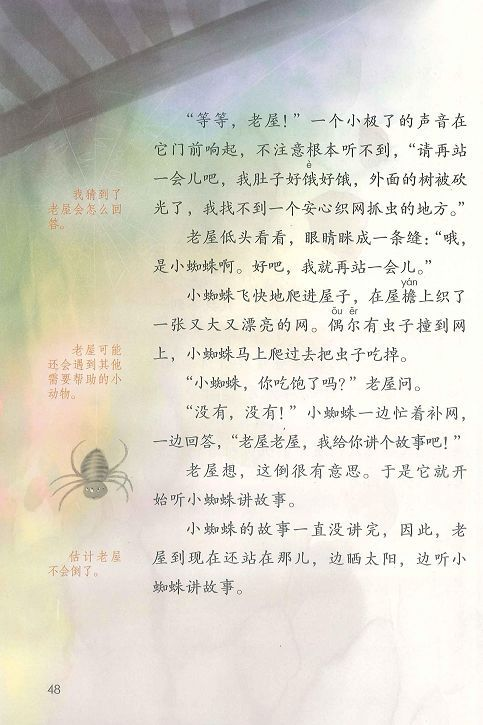 “等等，老屋！”一个小极了的声音在
它门前响起，不注意根本听不到，“请再站
è
一会儿吧，我肚子好饿好饿，外面的树被砍
光了，我找不到一个安心织网抓虫的地方。”
老屋低头看看，眼睛眯成一条缝：“哦，
是小蜘蛛啊。好吧，我就再站一会儿。”
yán
小蜘蛛飞快地爬进屋子，在屋檐上织了
ǒu ěr
一张又大又漂亮的网。偶尔有虫子撞到网
上，小蜘蛛马上爬过去把虫子吃掉。
“小蜘蛛，你吃饱了吗？”老屋问。
“没有，没有！”小蜘蛛一边忙着补网，
一边回答，“老屋老屋，我给你讲个故事吧！”
老屋想，这倒很有意思。于是它就开
始听小蜘蛛讲故事。
小蜘蛛的故事一直没讲完，因此，老
屋到现在还站在那儿，边晒太阳，边听小
蜘蛛讲故事。
我猜到了
老屋会怎么回
答。
老屋可能
还会遇到其他
需要帮助的小
动物。
估计老屋
不会倒了。
48